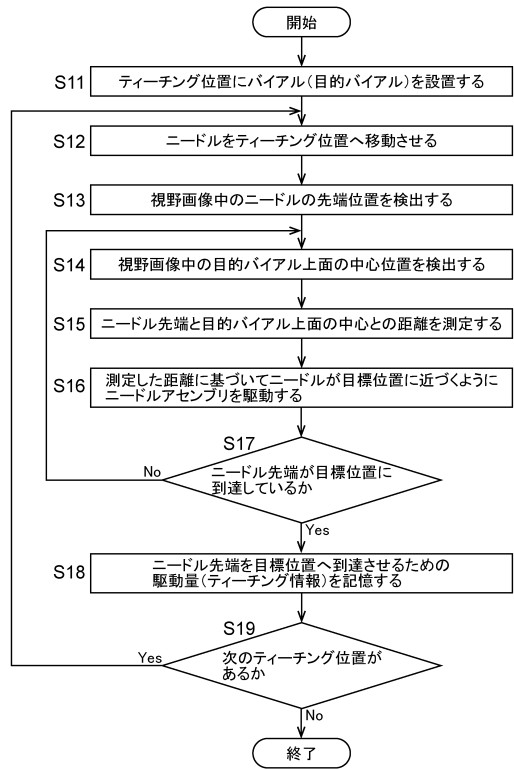 開始
S11
ティーチング位置にバイアル(目的バイアル)を設置する
S12
ニードルをティーチング位置へ移動させる
S13
視野画像中のニードルの先端位置を検出する
S14
視野画像中の目的バイアル上面の中心位置を検出する
S15
ニードル先端と目的バイアル上面の中心との距離を測定する
S16
測定した距離に基づいてニードルが目標位置に近づくように
ニードルアセンブリを駆動する
S17
No
ニードル先端が目標位置に
到達しているか
Yes
S18
ニードル先端を目標位置へ到達させるための
駆動量(ティーチング情報)を記憶する
S19
Yes
次のティーチング位置が
あるか
No
終了